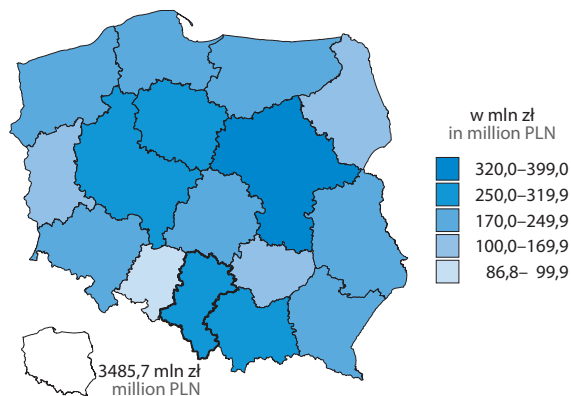 w mln zł
in million PLN
320,0–399,0
250,0–319,9
170,0–249,9
100,0–169,9
86,8– 99,9
3485,7 mln zł
million PLN